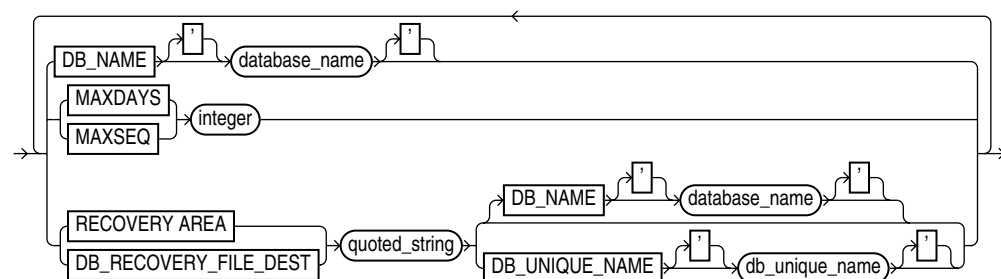 DB_NAME ' database_name '
MAXDAYS
MAXSEQ
integer
RECOVERY AREA
DB_RECOVERY_FILE_DEST
quoted_string
DB_NAME ' database_name '
DB_UNIQUE_NAME ' db_unique_name '